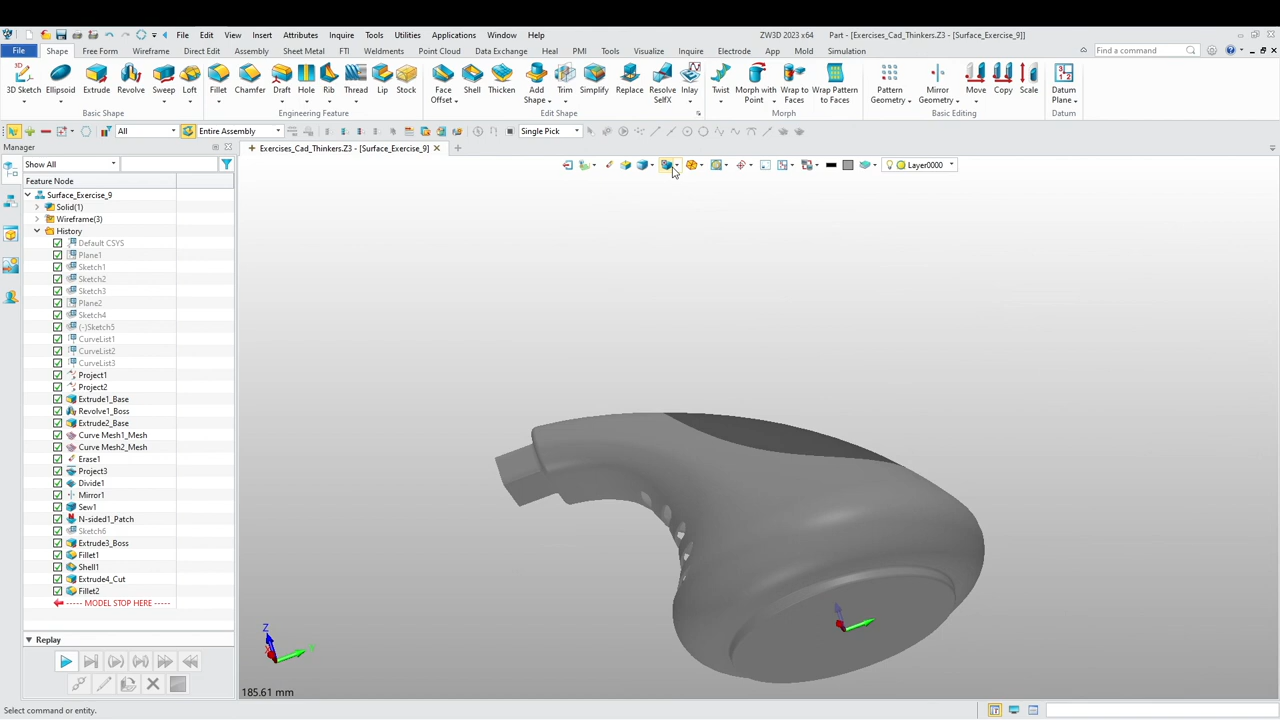 File Edit View Insert Attributes Inquire Tools Utilities Applications Window Help ZW3D 2023 x64 Part - [Exercises_Cad_Thinkers.Z3 - [Surface_Exercise_9]]
File Shape Free Form Wireframe Direct Edit Assembly Sheet Metal FTI Weldments Point Cloud Data Exchange Heal PMI Tools Visualize Inquire Electrode App Mold Simulation Find a command
3D Sketch Ellipsoid Extrude Revolve Sweep Loft Fillet Chamfer Draft Hole Rib Thread Lip Stock Face Offset Shell Thicken Add Shape Trim Simplify Replace Resolve SelfX Inlay Twist Morph with Point Wrap to Faces Wrap Pattern to Faces Pattern Geometry Mirror Geometry Move Copy Scale Datum Plane
Basic Shape Engineering Feature Edit Shape Morph Basic Editing Datum
All Entire Assembly Single Pick
Manager Exercises_Cad_Thinkers.Z3 - [Surface_Exercise_9]
Show All Layer0000
Feature Node
Surface_Exercise_9
Solid(1)
Wireframe(3)
History
Default CSYS
Plane1
Sketch1
Sketch2
Sketch3
Plane2
Sketch4
(-)Sketch5
CurveList1
CurveList2
CurveList3
Project1
Project2
Extrude1_Base
Revolve1_Boss
Extrude2_Base
Curve Mesh1_Mesh
Curve Mesh2_Mesh
Erase1
Project3
Divide1
Mirror1
Sew1
N-sided1_Patch
Sketch6
Extrude3_Boss
Fillet1
Shell1
Extrude4_Cut
Fillet2
----- MODEL STOP HERE -----
Replay
Z
185.61 mm
Select command or entity.